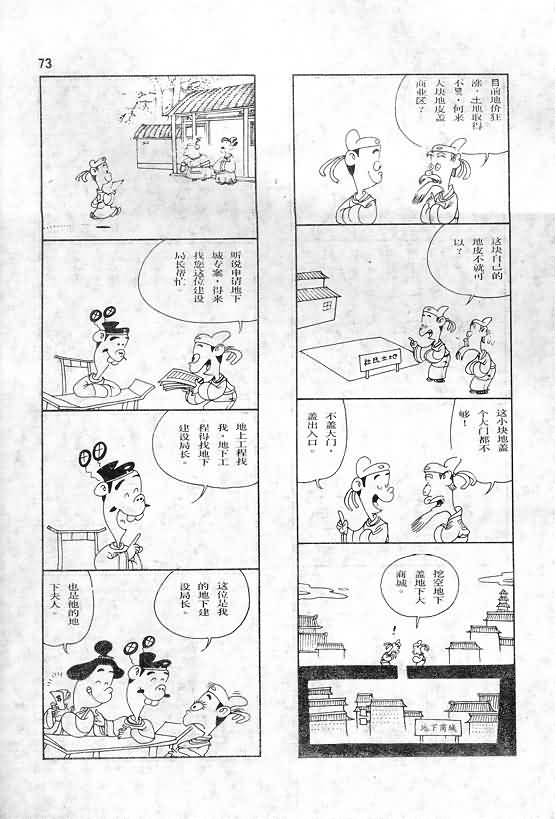 73
目前地价狂
涨，土地取得
不易，何来
大块地皮盖
商业区？
这块自己的
地皮不就可
以？
赵氏土地
这小块地盖
个大门都不
够！
不盖大门，
盖出入口。
挖空地下
盖地下大
商城。
！
地下商城
听说申请地下
城专案，得来
找您这位建设
局长帮忙。
地上工程找
我，地下工
程得找地下
建设局长。
这位是我
的地下建
设局长。
也是他的地
下夫人。